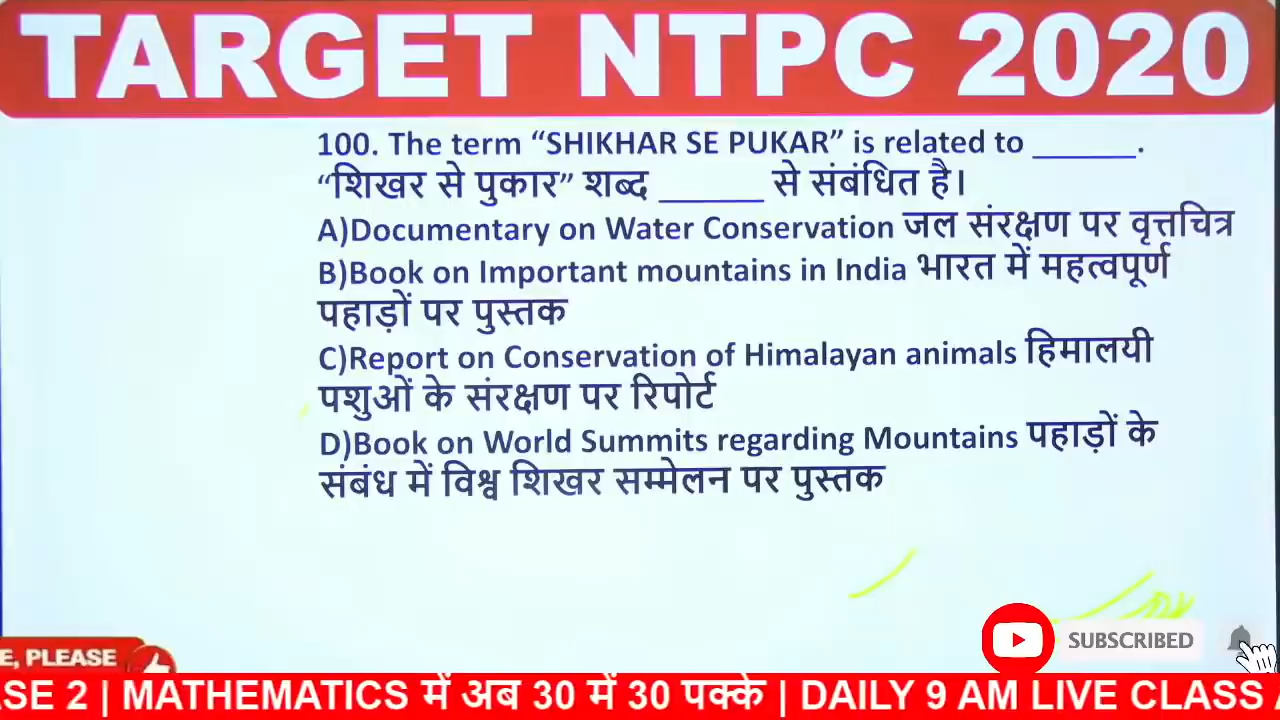 TARGET NTPC 2020
100. The term “SHIKHAR SE PUKAR” is related to ______.
“शिखर से पुकार” शब्द ______ से संबंधित है।
A)Documentary on Water Conservation जल संरक्षण पर वृत्तचित्र
B)Book on Important mountains in India भारत में महत्वपूर्ण
पहाड़ों पर पुस्तक
C)Report on Conservation of Himalayan animals हिमालयी
पशुओं के संरक्षण पर रिपोर्ट
D)Book on World Summits regarding Mountains पहाड़ों के
संबंध में विश्व शिखर सम्मेलन पर पुस्तक
SUBSCRIBED
E, PLEASE
ASE 2 | MATHEMATICS में अब 30 में 30 पक्के | DAILY 9 AM LIVE CLASS